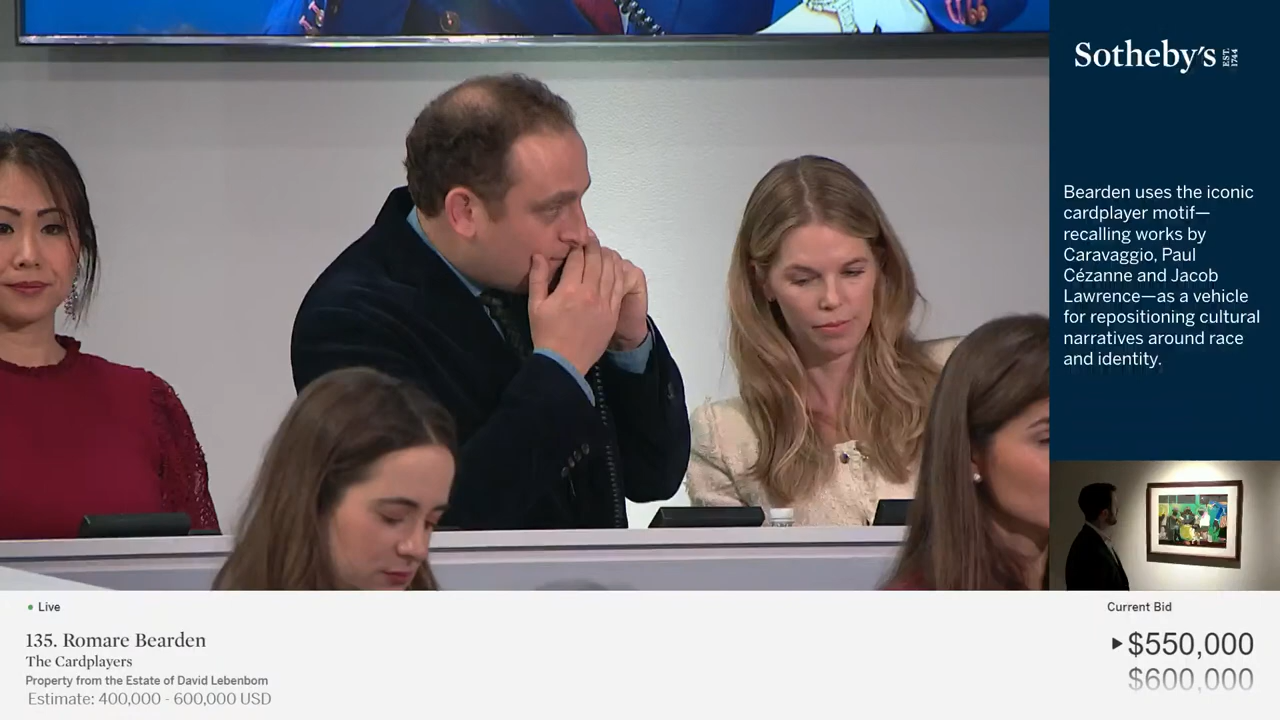 Sotheby's EST. 1744
Bearden uses the iconic
cardplayer motif—
recalling works by
Caravaggio, Paul
Cézanne and Jacob
Lawrence—as a vehicle
for repositioning cultural
narratives around race
and identity.
Live
Current Bid
135. Romare Bearden
The Cardplayers
Property from the Estate of David Lebenbom
Estimate: 400,000 - 600,000 USD
$550,000
$600,000